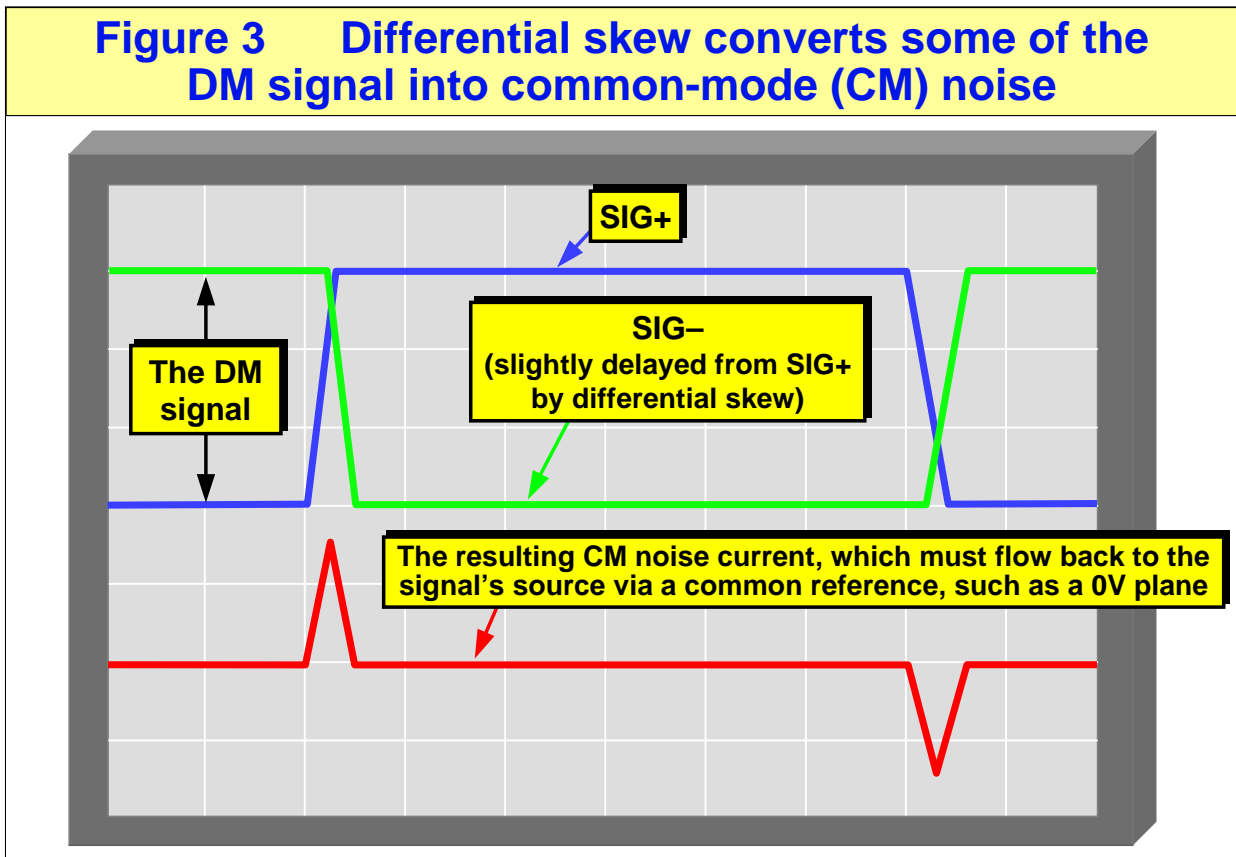 Figure 3 Differential skew converts some of the
DM signal into common-mode (CM) noise
SIG+
SIG–
(slightly delayed from SIG+
by differential skew)
The DM
signal
The resulting CM noise current, which must flow back to the
signal's source via a common reference, such as a 0V plane